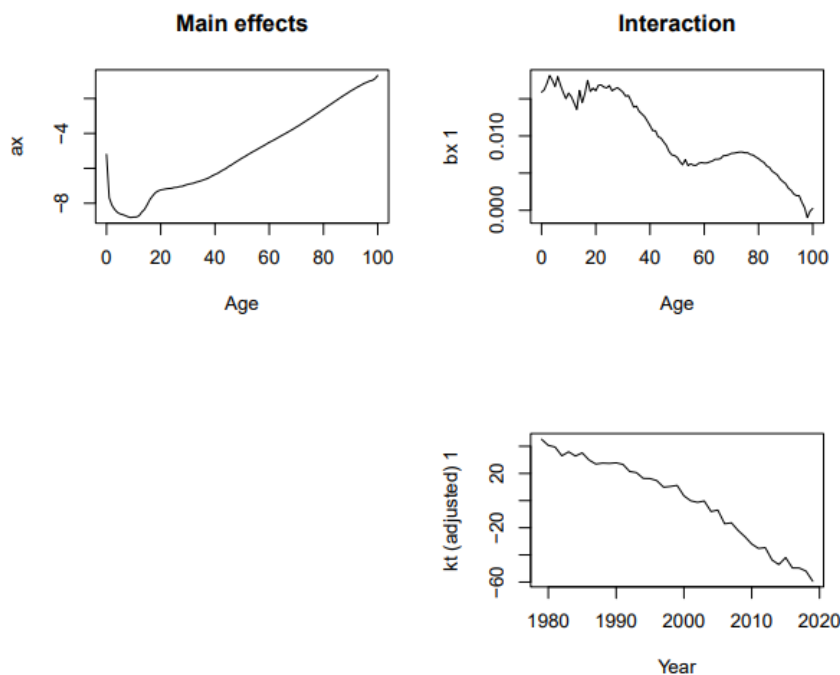 Main effects
ax
-4
-8
0 20 40 60 80 100
Age
Interaction
bx 1
0.010
0.000
0 20 40 60 80 100
Age
kt (adjusted) 1
20
-20
-60
1980 1990 2000 2010 2020
Year